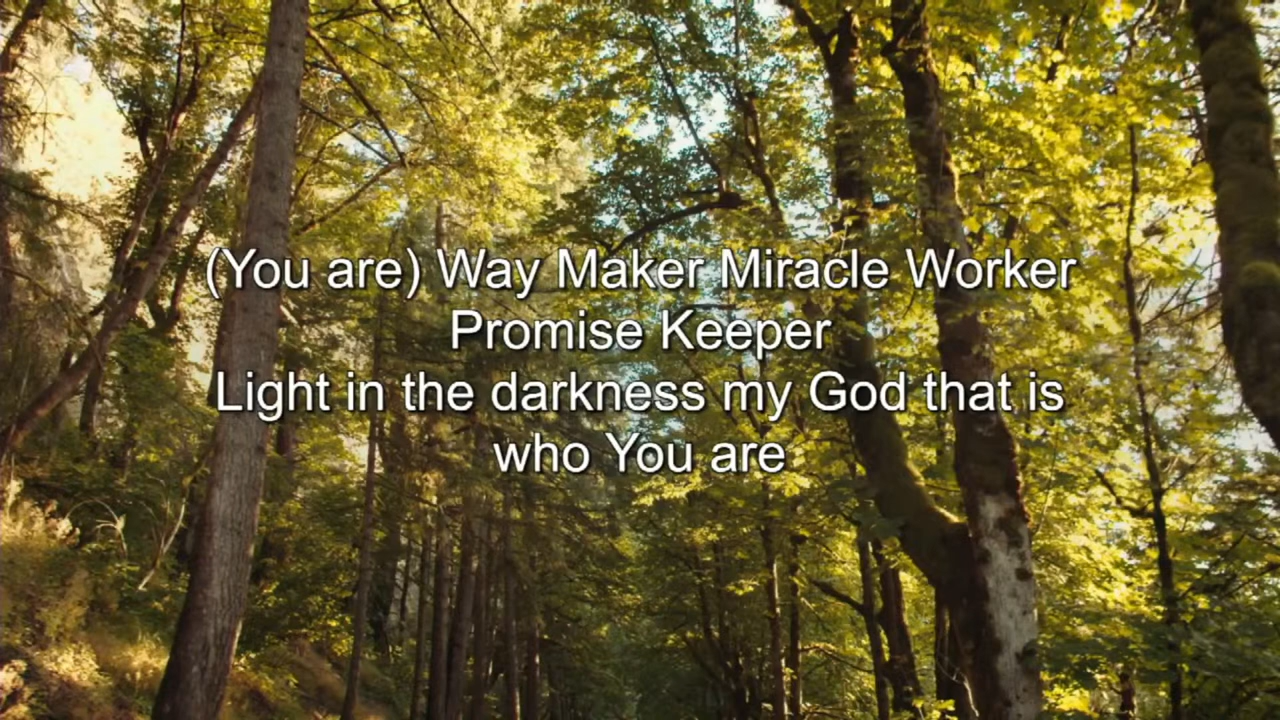 (You are) Way Maker Miracle Worker
Promise Keeper
Light in the darkness my God that is
who You are